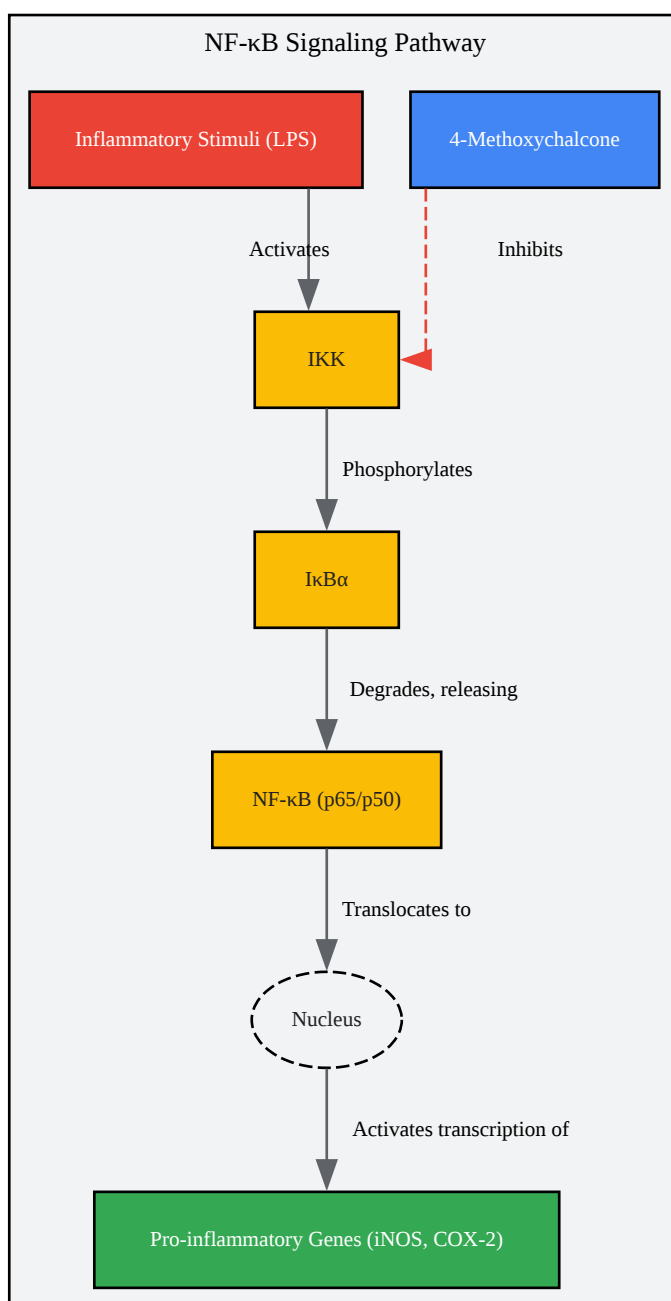 NF-κB Signaling Pathway
Inflammatory Stimuli (LPS)
4-Methoxychalcone
Activates
Inhibits
IKK
Phosphorylates
IκBα
Degrades, releasing
NF-κB (p65/p50)
Translocates to
Nucleus
Activates transcription of
Pro-inflammatory Genes (iNOS, COX-2)